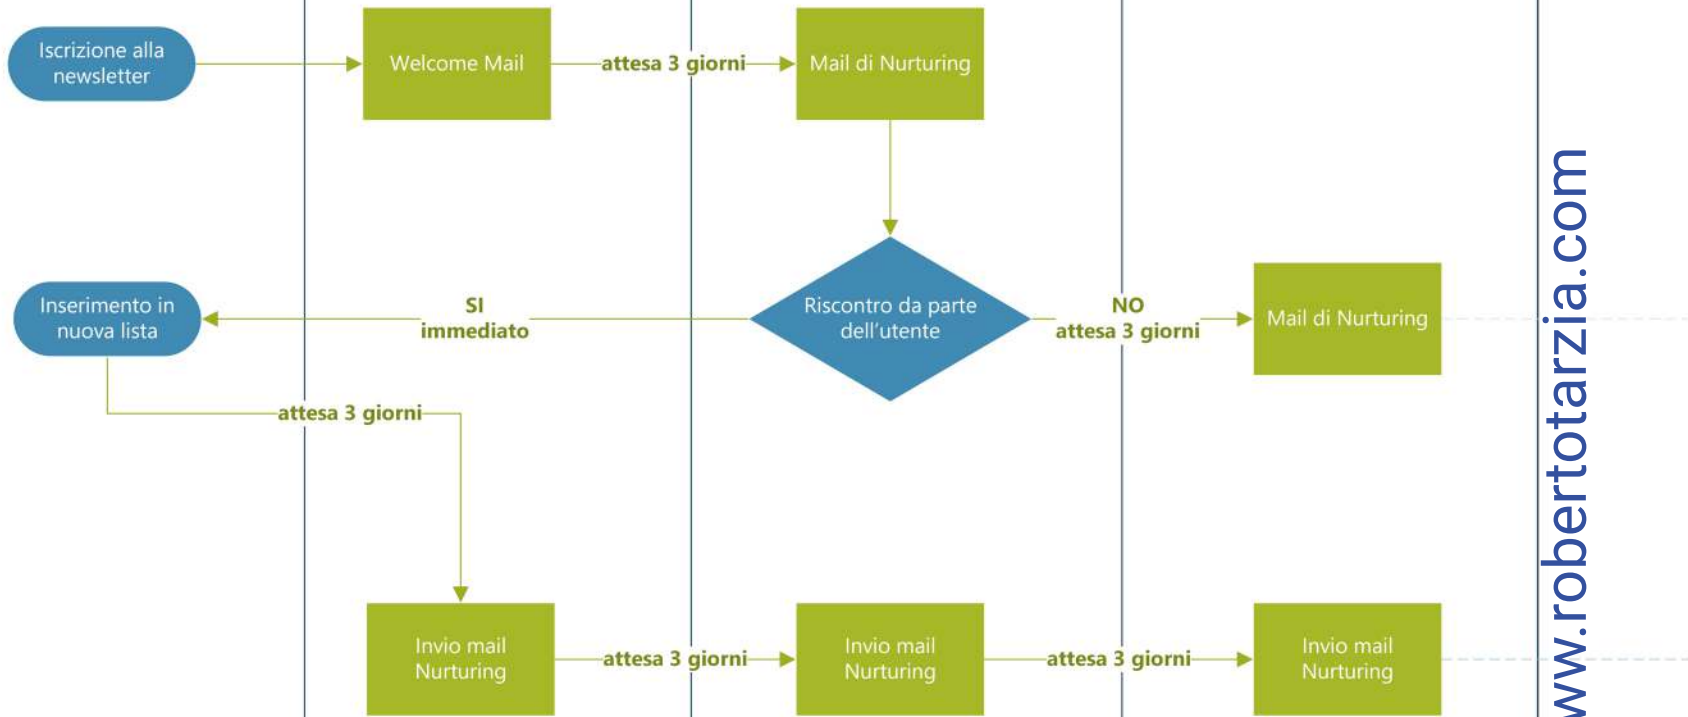 Iscrizione alla
newsletter
Welcome Mail
attesa 3 giorni
Mail di Nurturing
Inserimento in
nuova lista
SI
immediato
Riscontro da parte
dell'utente
NO
attesa 3 giorni
Mail di Nurturing
attesa 3 giorni
Invio mail
Nurturing
attesa 3 giorni
Invio mail
Nurturing
attesa 3 giorni
Invio mail
Nurturing
ww.robertotarzia.com